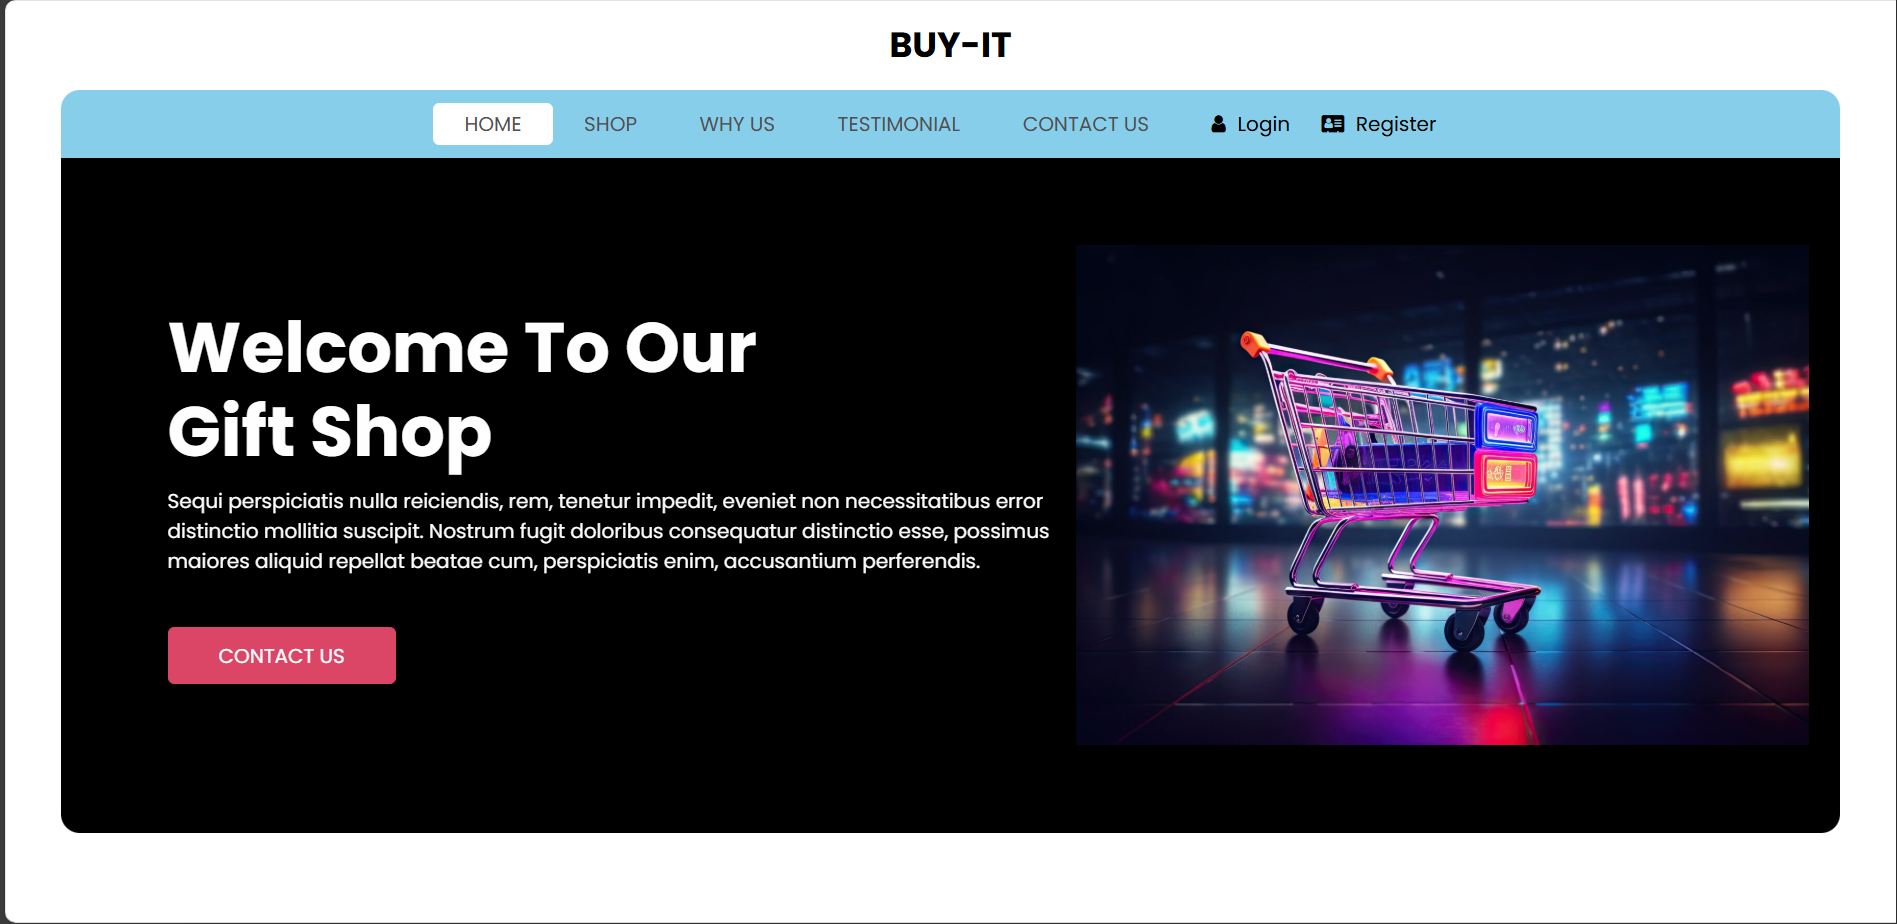 BUY-IT
HOME SHOP WHY US TESTIMONIAL CONTACT US Login Register
Welcome To Our
Gift Shop
Sequi perspiciatis nulla reiciendis, rem, tenetur impedit, eveniet non necessitatibus error
distinctio mollitia suscipit. Nostrum fugit doloribus consequatur distinctio esse, possimus
maiores aliquid repellat beatae cum, perspiciatis enim, accusantium perferendis.
CONTACT US